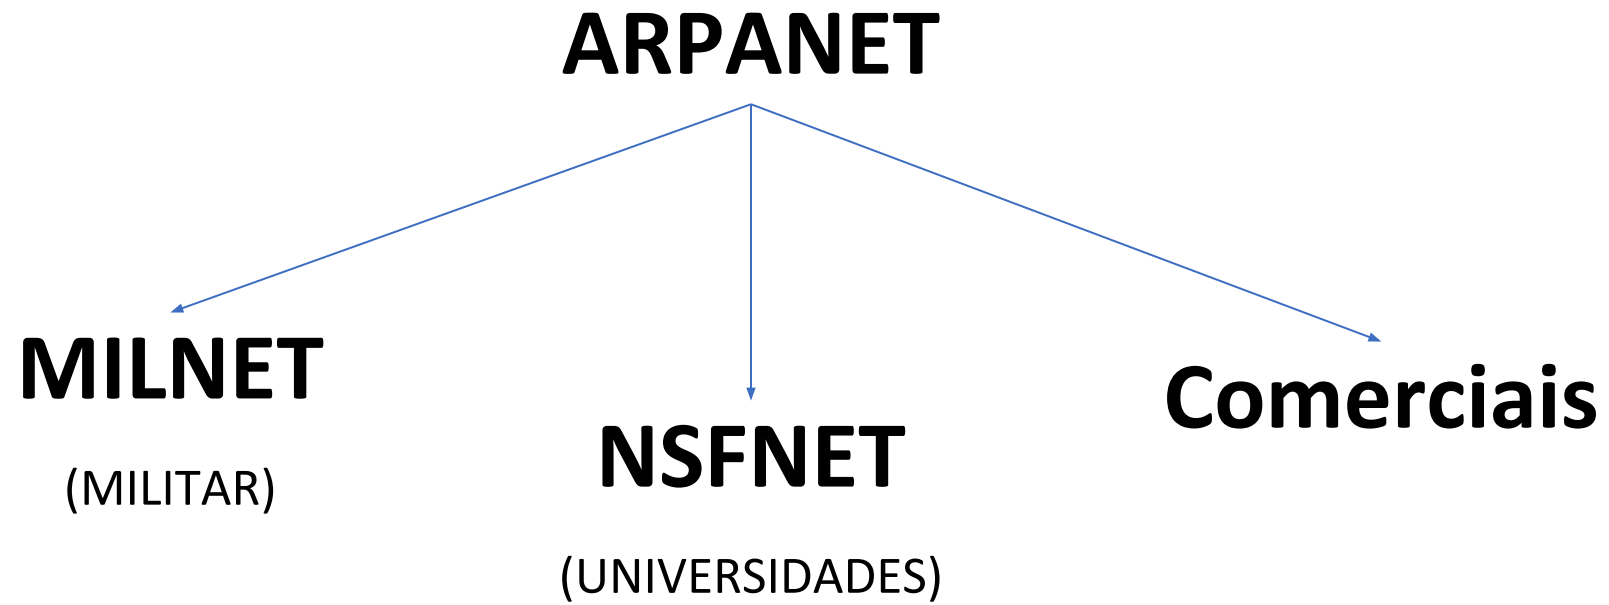 ARPANET
MILNET
(MILITAR)
NSFNET
(UNIVERSIDADES)
Comerciais